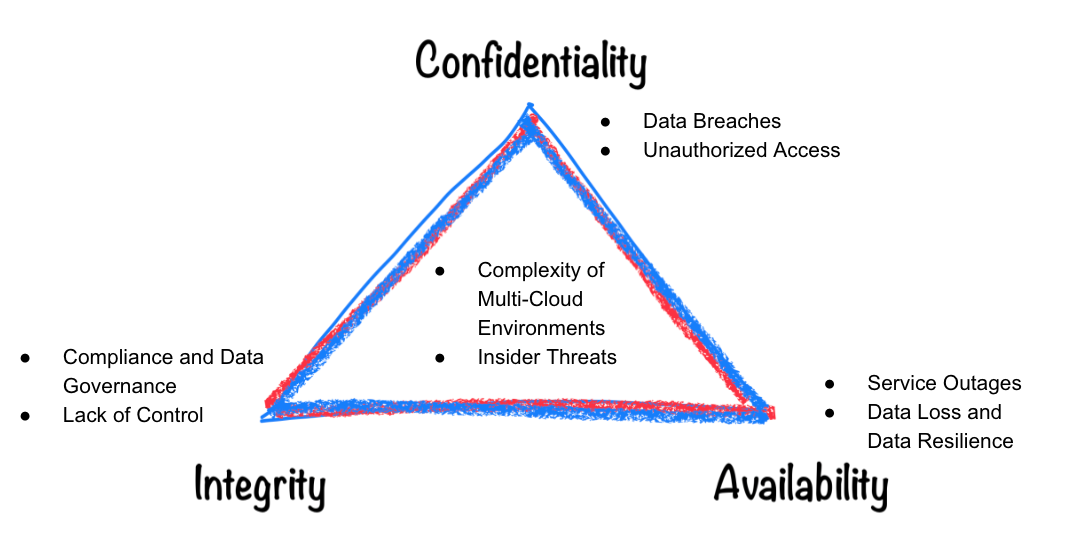 Confidentiality
● Data Breaches
● Unauthorized Access
● Complexity of
Multi-Cloud
Environments
● Insider Threats
● Compliance and Data
Governance
● Lack of Control
● Service Outages
● Data Loss and
Data Resilience
Integrity
Availability